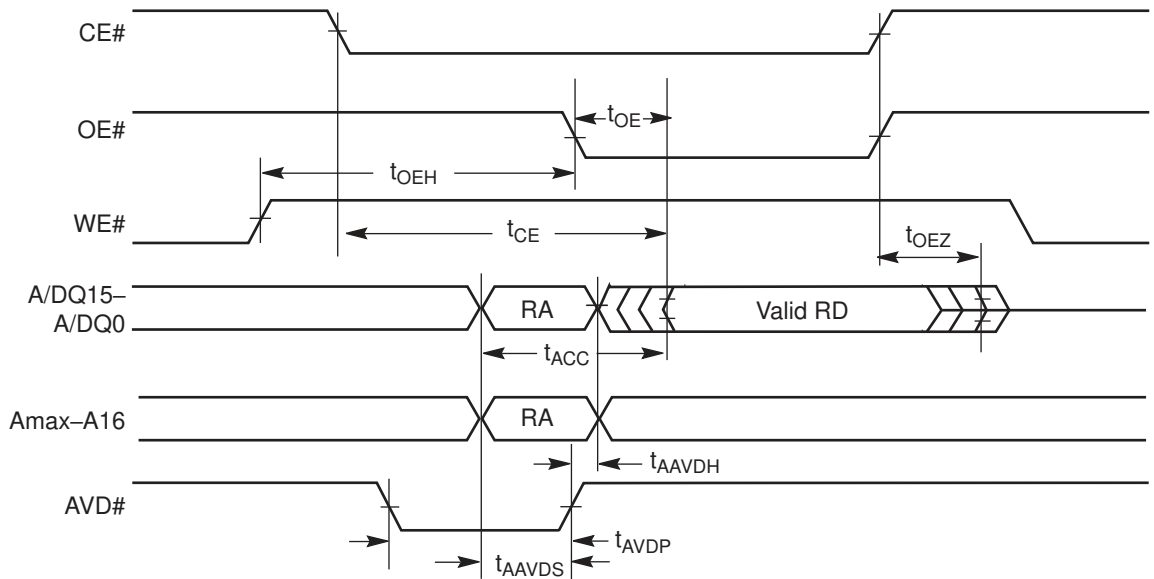 CE#
OE#
tOE
tOEH
WE#
tCE
tOEZ
A/DQ15–
A/DQ0
RA
Valid RD
tACC
Amax–A16
RA
tAAVDH
AVD#
tAVDP
tAAVDS